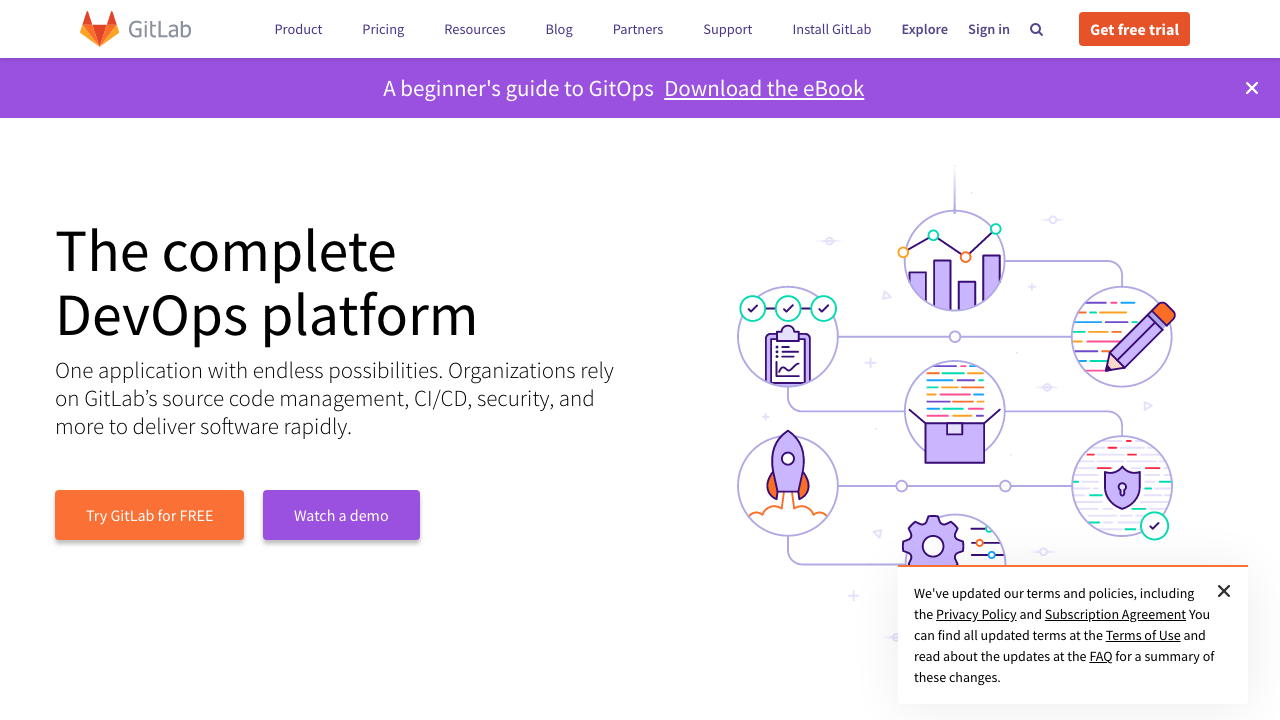 GitLab
Product Pricing Resources Blog Partners Support Install GitLab Explore Sign in Get free trial
A beginner's guide to GitOps Download the eBook
The complete
DevOps platform
One application with endless possibilities. Organizations rely
on GitLab’s source code management, CI/CD, security, and
more to deliver software rapidly.
Try GitLab for FREE Watch a demo
We've updated our terms and policies, including
the Privacy Policy and Subscription Agreement You
can find all updated terms at the Terms of Use and
read about the updates at the FAQ for a summary of
these changes.